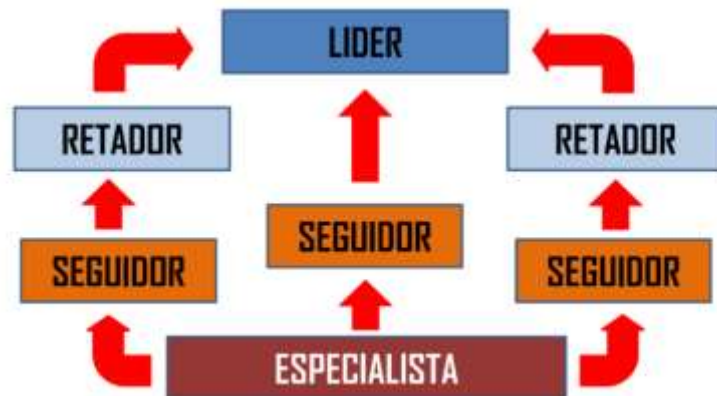 LIDER
RETADOR
RETADOR
SEGUIDOR
SEGUIDOR
SEGUIDOR
ESPECIALISTA